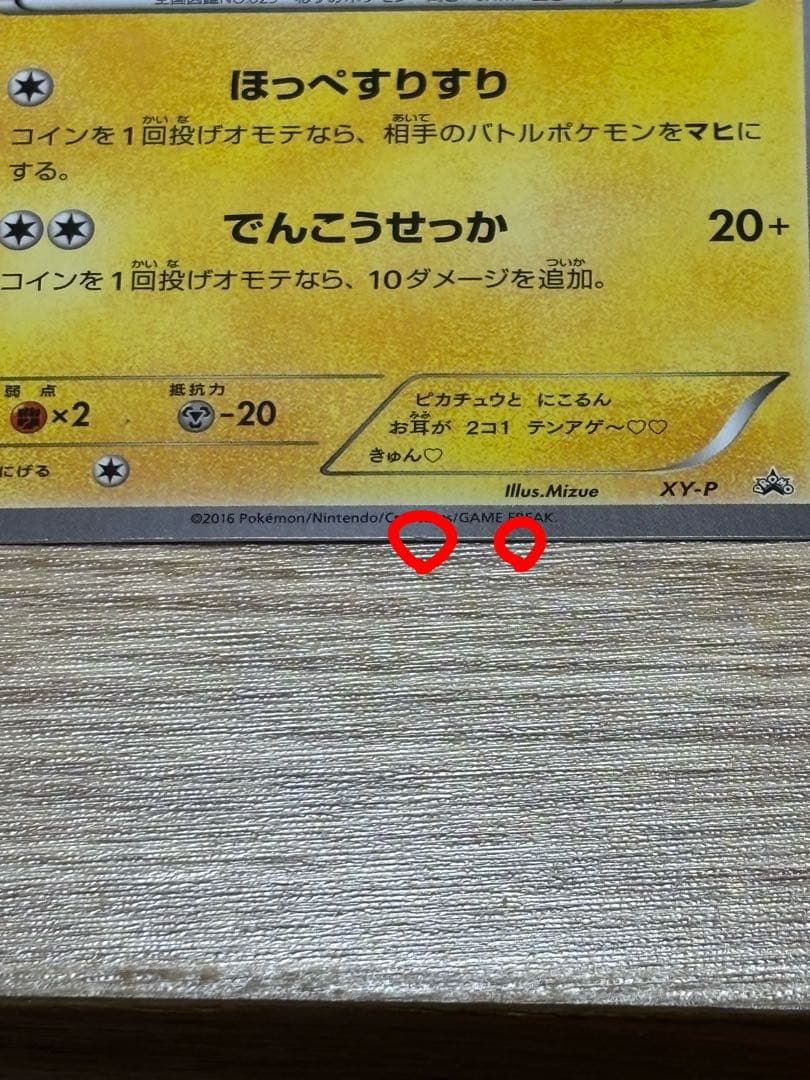 ほっぺすりすり
コインを1回投げオモテなら、相手のバトルポケモンをマヒに
する。
でんこうせっか 20+
コインを1回投げオモテなら、10ダメージを追加。
弱点 抵抗力
×2 -20
にげる
ピカチュウと にこるん
お耳が 2コ1 テンアゲ〜♡♡
きゅん♡
Illus.Mizue XY-P
PROMO
©2016 Pokémon/Nintendo/Creatures/GAME FREAK.